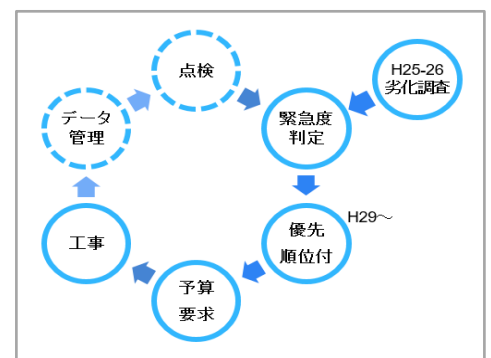 点検
H25-26
劣化調査
緊急度
判定
データ
管理
H29～
優先
順位付
工事
予算
要求